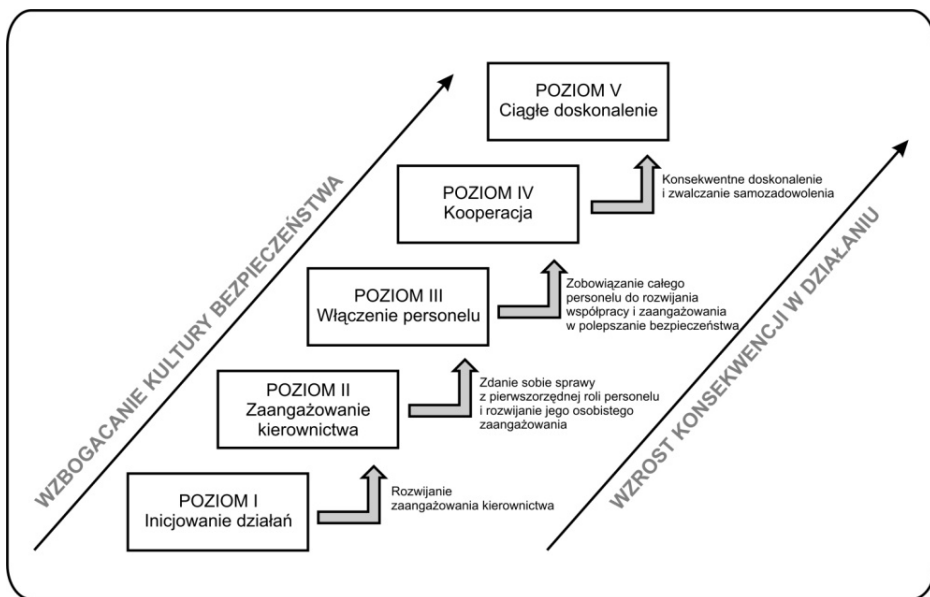 POZIOM V
Ciągłe doskonalenie
Konsekwentne doskonalenie
i zwalczanie samozadowolenia
POZIOM IV
Kooperacja
Zobowiązanie całego
personelu do rozwijania
współpracy i zaangażowania
w polepszanie bezpieczeństwa
POZIOM III
Włączenie personelu
Zdanie sobie sprawy
z pierwszorzędnej roli personelu
i rozwijanie jego osobistego
zaangażowania
POZIOM II
Zaangażowanie
kierownictwa
Rozwijanie
zaangażowania kierownictwa
POZIOM I
Inicjowanie działań
WZBOGACANIE KULTURY BEZPIECZEŃSTWA
WZROST KONSEKWENCJI W DZIAŁANIU